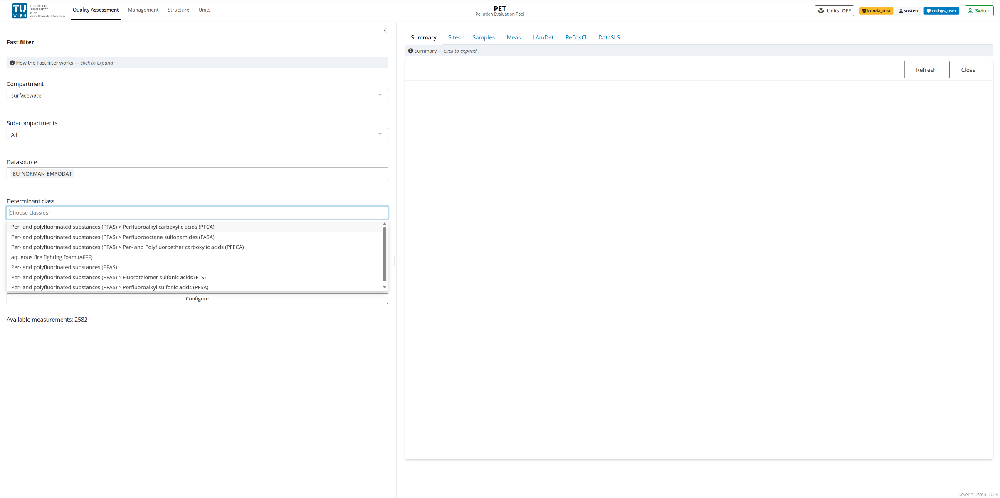 TU WIEN
TECHNISCHE
UNIVERSITÄT
WIEN
Vienna University of Technology
Quality Assessment
Management
Structure
Units
PET
Pollution Evaluation Tool
Units: OFF
konda_test
sosten
tethys_user
Switch
Fast filter
How the Fast filter works — click to expand
Compartment
surfacewater
Sub-compartments
All
Datasource
EU-NORMAN-EMPODAT
Determinant class
Choose class(es)
Per- and polyfluorinated substances (PFAS) > Perfluoroalkyl carboxylic acids (PFCA)
Per- and polyfluorinated substances (PFAS) > Perfluorooctane sulfonamides (FASA)
Per- and polyfluorinated substances (PFAS) > Per- and Polyfluoroether carboxylic acids (PFECA)
aqueous fire fighting foam (AFFF)
Per- and polyfluorinated substances (PFAS)
Per- and polyfluorinated substances (PFAS) > Fluorotelomer sulfonic acids (FTS)
Per- and polyfluorinated substances (PFAS) > Perfluoroalkyl sulfonic acids (PFSA)
Configure
Available measurements: 2582
Summary
Sites
Samples
Meas
LAmDet
ReEqsCl
DataSLS
Summary — click to expand
Refresh
Close
Severin Osten, 2026